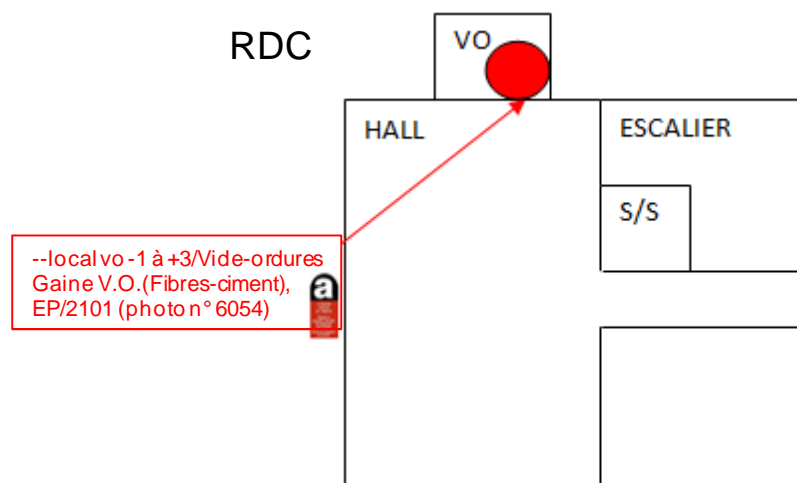 RDC
VO
HALL
ESCALIER
S/S
--local vo -1 à +3/Vide-ordures
Gaine V.O.(Fibres-ciment),
EP/2101 (photo n° 6054)
a